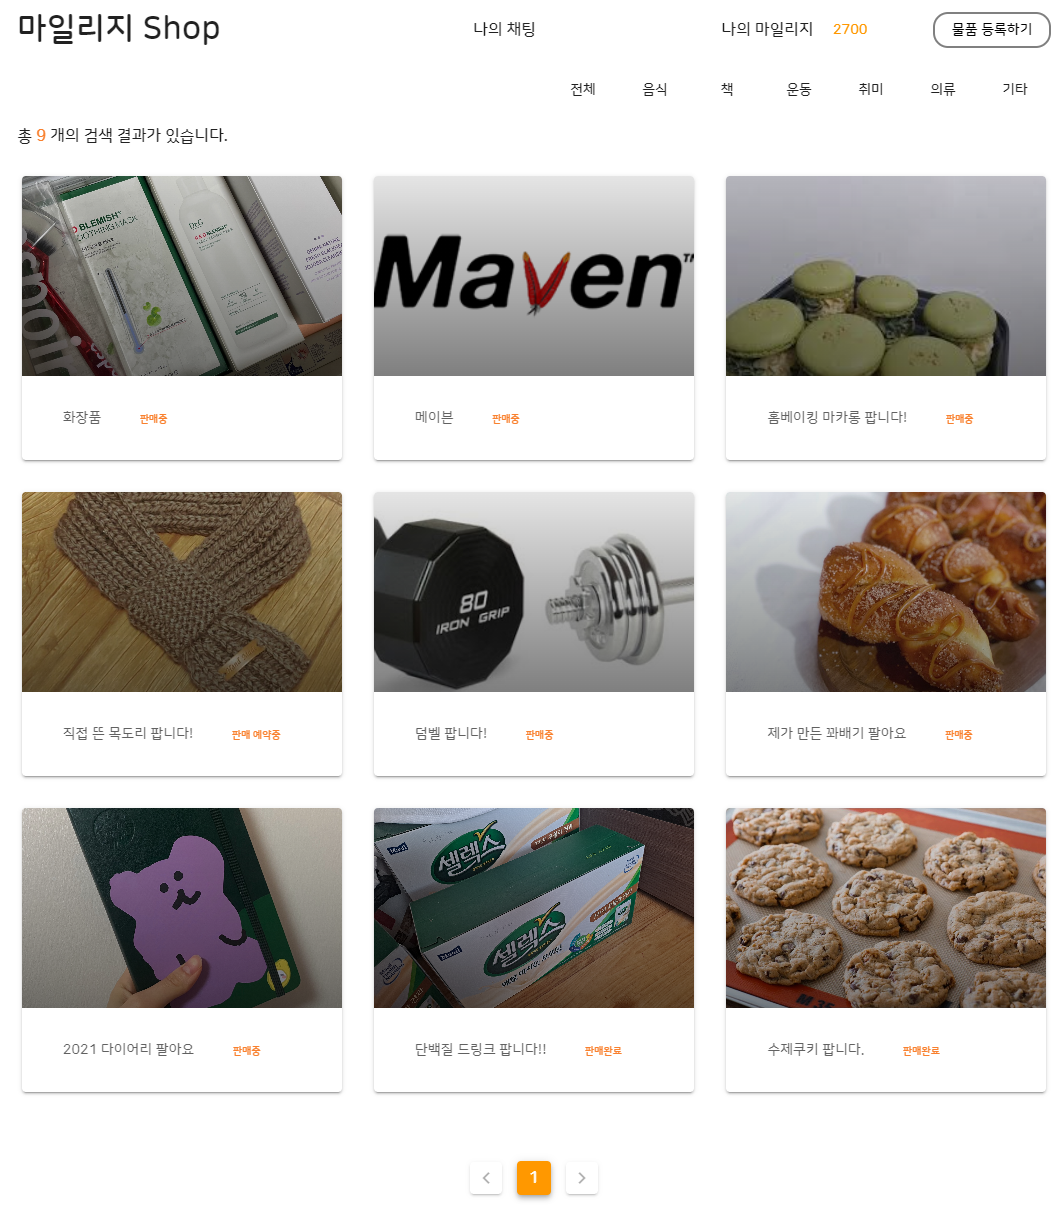 마일리지 Shop
나의 채팅
나의 마일리지 2700
물품 등록하기
전체 음식 책 운동 취미 의류 기타
총 9 개의 검색 결과가 있습니다.
BLEMISH
OOTHING MASK
Dr.G
BLEMISH
Maven™
화장품 판매중
메이븐 판매중
홈베이킹 마카롱 팝니다! 판매중
80
IRON GRIP
직접 뜬 목도리 팝니다! 판매 예약중
덤벨 팝니다! 판매중
제가 만든 꽈배기 팔아요 판매중
셀렉스
셀렉스
2021 다이어리 팔아요 판매중
단백질 드링크 팝니다!! 판매완료
수제쿠키 팝니다. 판매완료
1